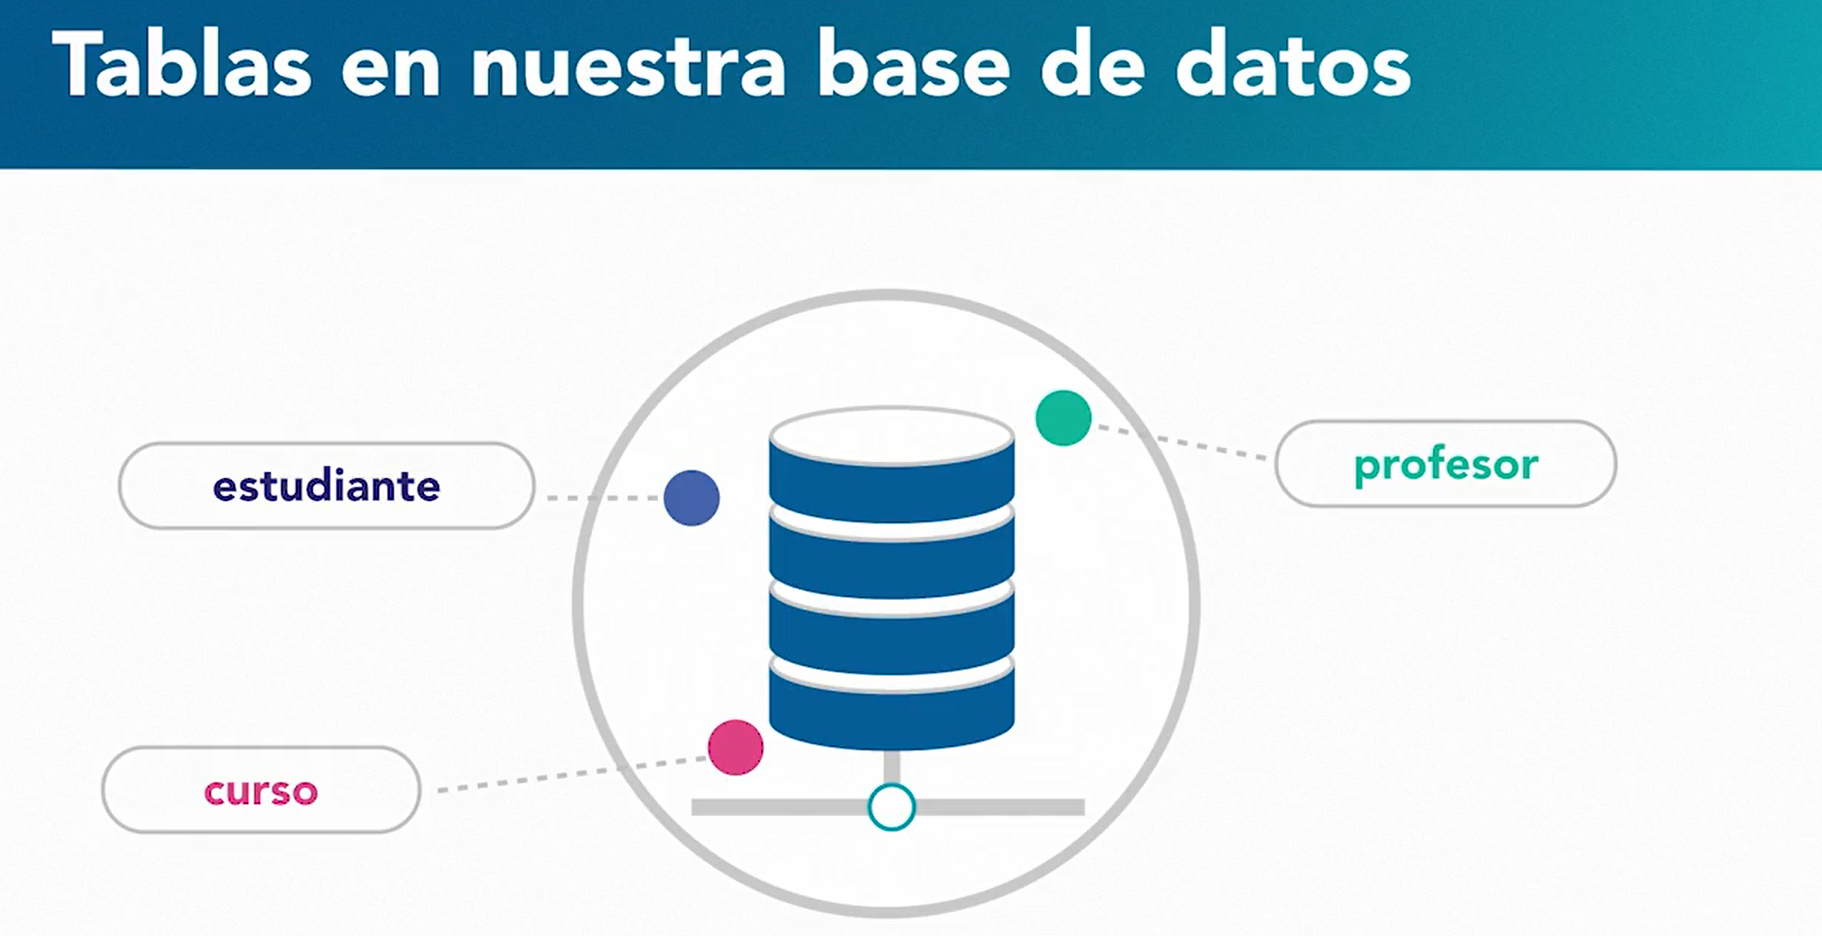 Tablas en nuestra base de datos
estudiante
profesor
curso